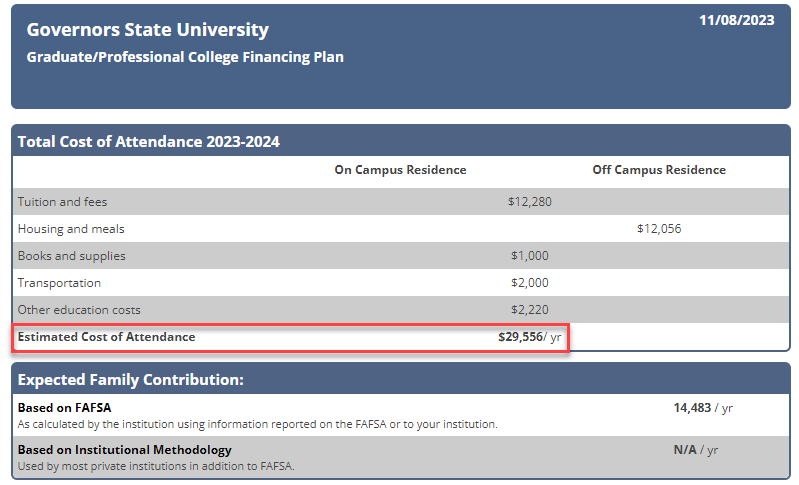 Governors State University
11/08/2023
Graduate/Professional College Financing Plan
Total Cost of Attendance 2023-2024
On Campus Residence Off Campus Residence
Tuition and fees $12,280
Housing and meals $12,056
Books and supplies $1,000
Transportation $2,000
Other education costs $2,220
Estimated Cost of Attendance $29,556/ yr
Expected Family Contribution:
Based on FAFSA 14,483 / yr
As calculated by the institution using information reported on the FAFSA or to your institution.
Based on Institutional Methodology N/A / yr
Used by most private institutions in addition to FAFSA.